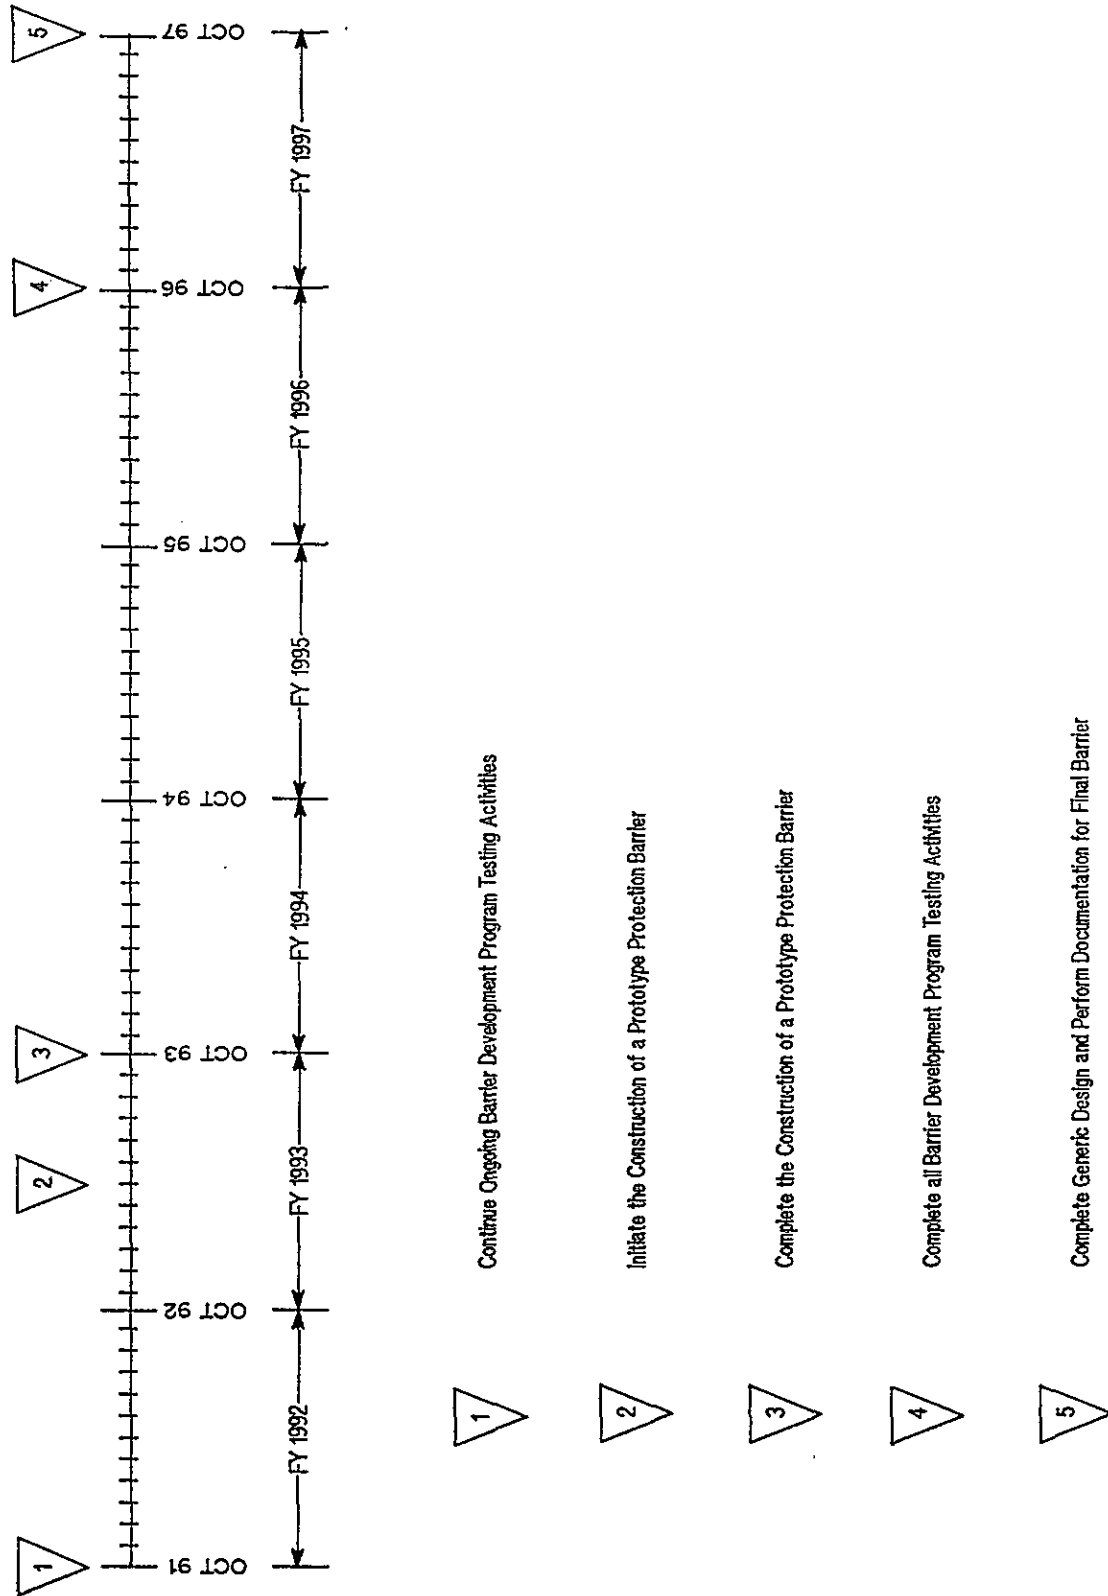 1
2
3
4
5
OCT 91
OCT 92
OCT 93
OCT 94
OCT 95
OCT 96
OCT 97
FY 1992
FY 1993
FY 1994
FY 1995
FY 1996
FY 1997
1 Continue Ongoing Barrier Development Program Testing Activities
2 Initiate the Construction of a Prototype Protection Barrier
3 Complete the Construction of a Prototype Protection Barrier
4 Complete all Barrier Development Program Testing Activities
5 Complete Generic Design and Perform Documentation for Final Barrier